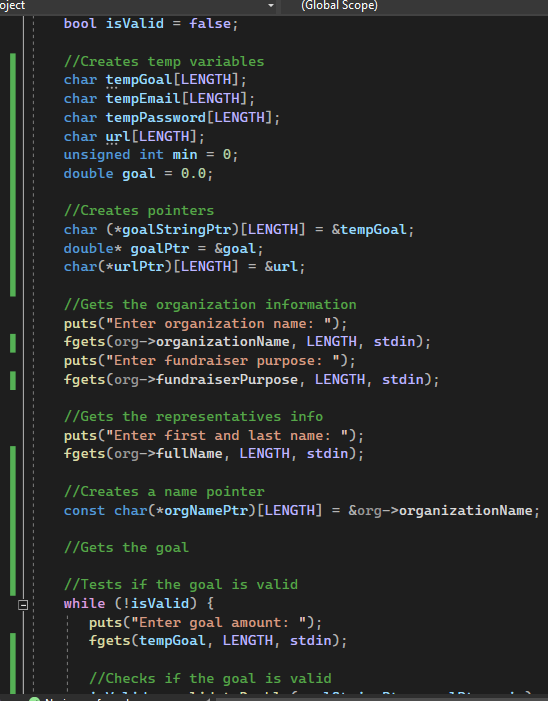 oject
(Global Scope)
bool isValid = false;
//Creates temp variables
char tempGoal[LENGTH];
char tempEmail[LENGTH];
char tempPassword[LENGTH];
char url[LENGTH];
unsigned int min = 0;
double goal = 0.0;
//Creates pointers
char (*goalStringPtr)[LENGTH] = &tempGoal;
double* goalPtr = &goal;
char(*urlPtr)[LENGTH] = &url;
//Gets the organization information
puts("Enter organization name: ");
fgets(org->organizationName, LENGTH, stdin);
puts("Enter fundraiser purpose: ");
fgets(org->fundraiserPurpose, LENGTH, stdin);
//Gets the representatives info
puts("Enter first and last name: ");
fgets(org->fullName, LENGTH, stdin);
//Creates a name pointer
const char(*orgNamePtr)[LENGTH] = &org->organizationName;
//Gets the goal
//Tests if the goal is valid
while (!isValid) {
puts("Enter goal amount: ");
fgets(tempGoal, LENGTH, stdin);
//Checks if the goal is valid